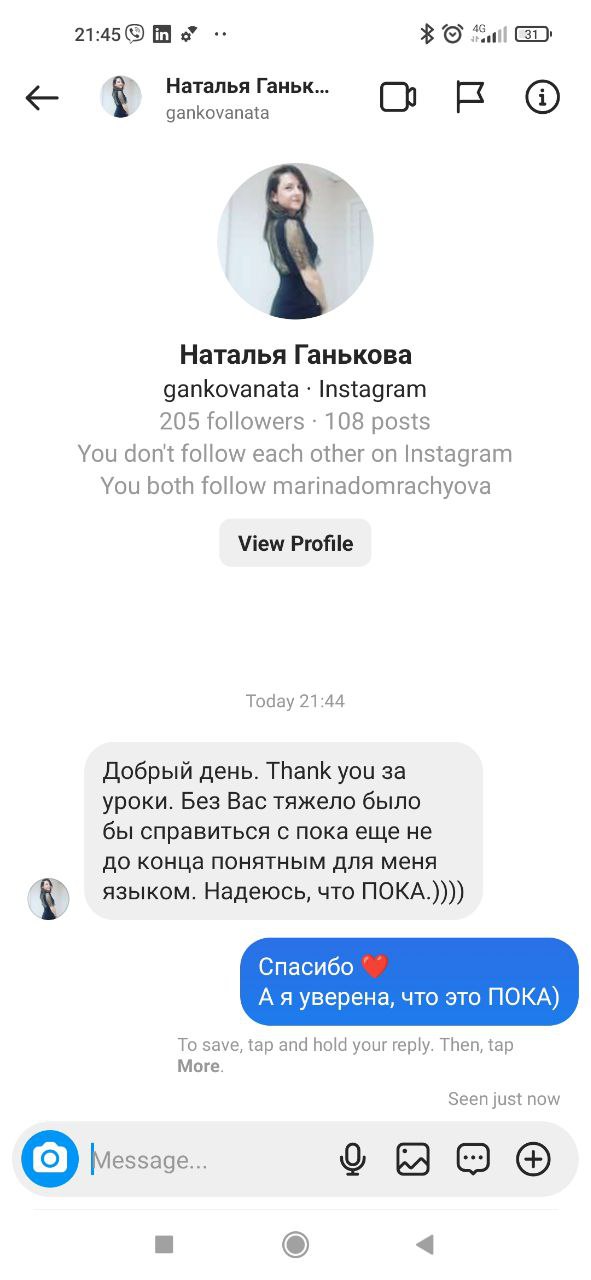 21:45
4G
31
Наталья Ганьк...
gankovanata
Наталья Ганькова
gankovanata · Instagram
205 followers · 108 posts
You don't follow each other on Instagram
You both follow marinadomrachyova
View Profile
Today 21:44
Добрый день. Thank you за
уроки. Без Вас тяжело было
бы справиться с пока еще не
до конца понятным для меня
языком. Надеюсь, что ПОКА.))))
Спасибо ❤️
А я уверена, что это ПОКА)
To save, tap and hold your reply. Then, tap
More.
Seen just now
Message...